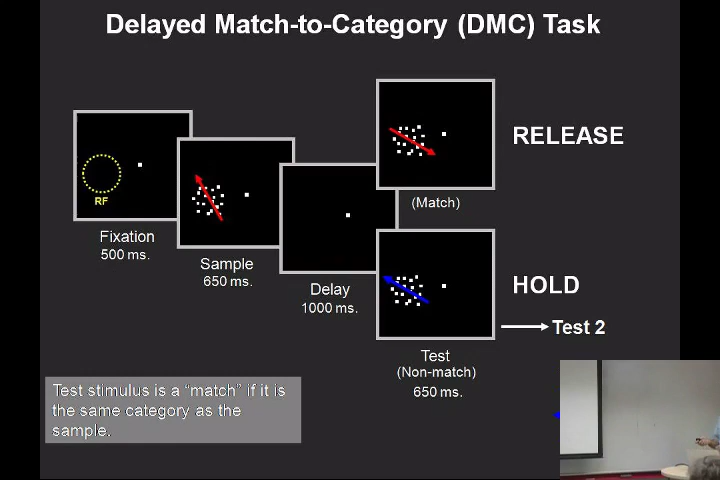 Delayed Match-to-Category (DMC) Task
RELEASE
RF
(Match)
Fixation
500 ms.
Sample
650 ms.
Delay
1000 ms.
HOLD
Test 2
Test
(Non-match)
650 ms.
Test stimulus is a “match” if it is
the same category as the
sample.